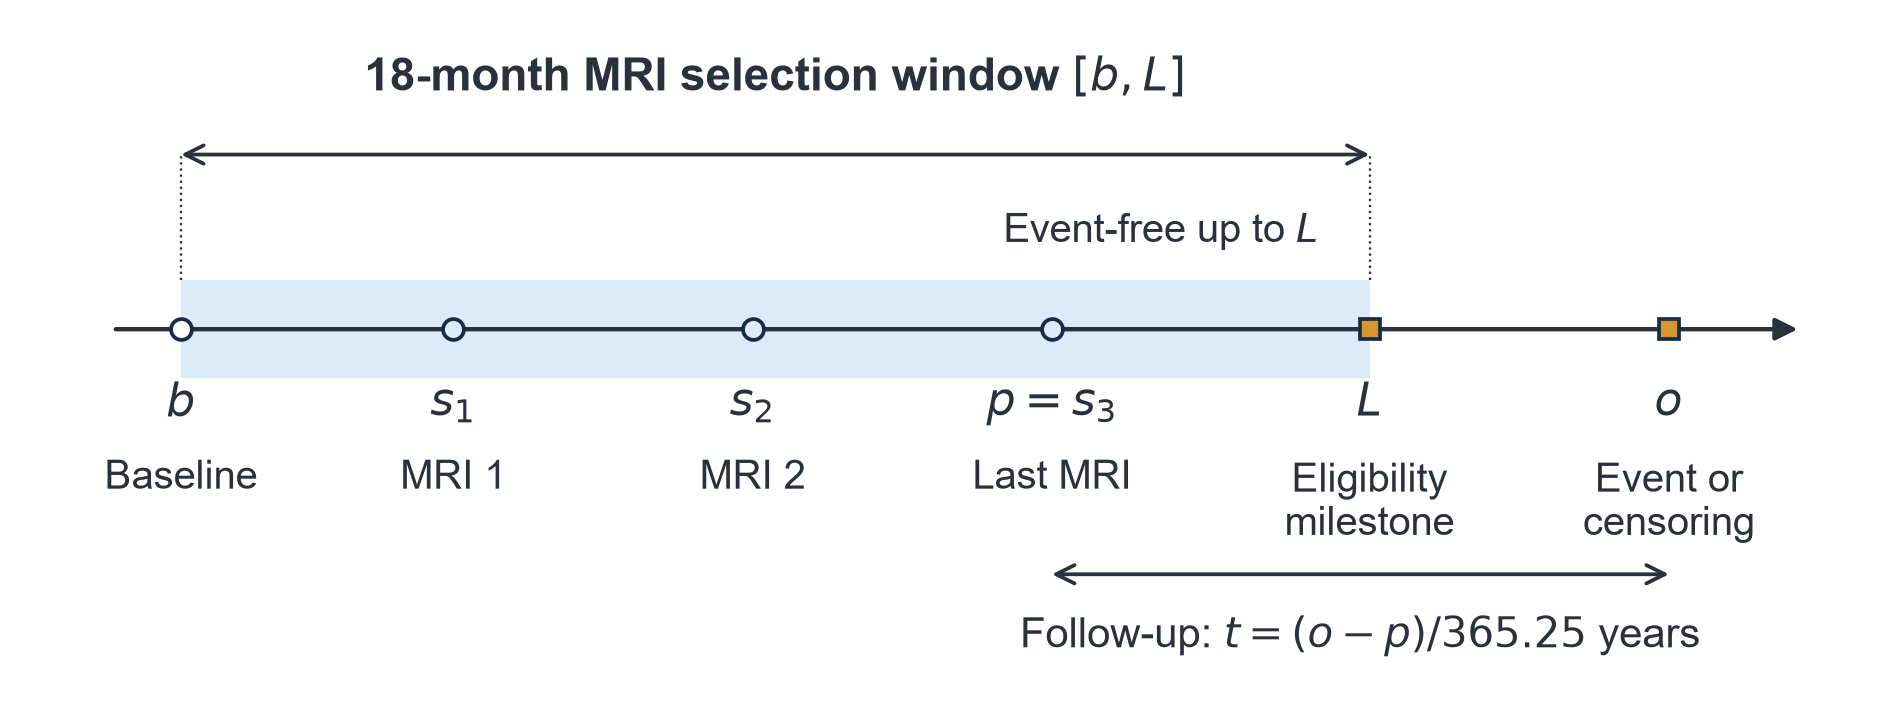 18-month MRI selection window [b, L]
Event-free up to L
b
s₁
s₂
p = s₃
L
o
Baseline
MRI 1
MRI 2
Last MRI
Eligibility
milestone
Event or
censoring
Follow-up: t = (o − p)/365.25 years